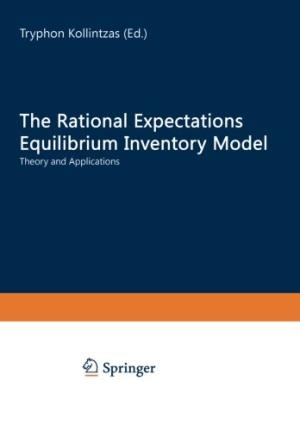 Tryphon Kollintzas (Ed.)
The Rational Expectations
Equilibrium Inventory Model
Theory and Applications
Springer